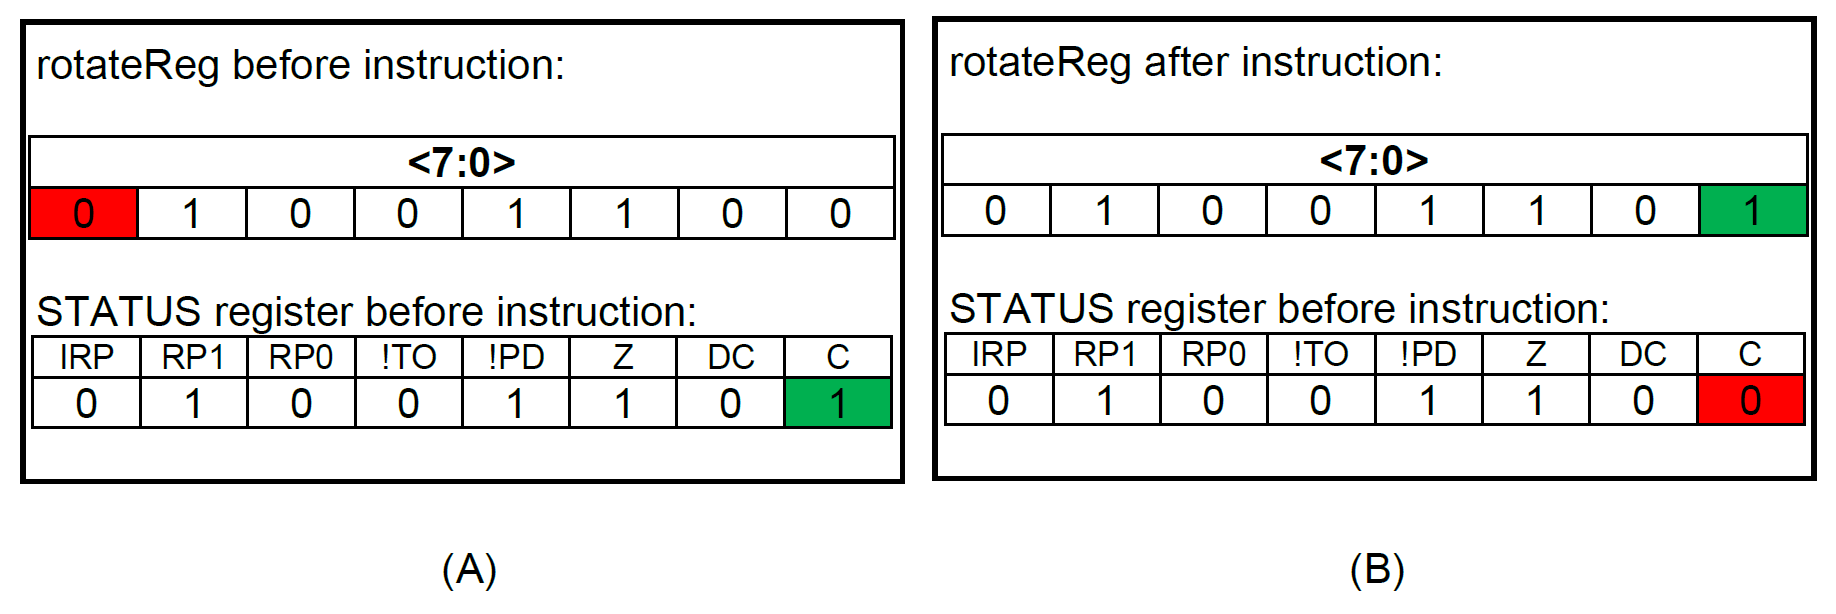 rotateReg before instruction:
<7:0>
0 1 0 0 1 1 0 0
STATUS register before instruction:
IRP RP1 RP0 !TO !PD Z DC C
0 1 0 0 1 1 0 1
(A)
rotateReg after instruction:
<7:0>
0 1 0 0 1 1 0 1
STATUS register before instruction:
IRP RP1 RP0 !TO !PD Z DC C
0 1 0 0 1 1 0 0
(B)